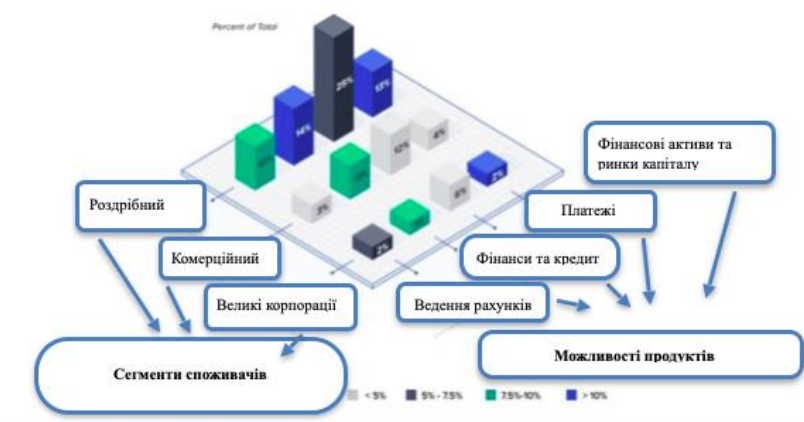 Percent of Total
25%
13%
14%
4%
12%
3%
2%
2%
Фінансові активи та
ринки капіталу
Роздрібний
Платежі
Комерційний
Фінанси та кредит
Великі корпорації
Ведення рахунків
Сегменти споживачів
Можливості продуктів
< 5%
5% - 7.5%
7.5%-10%
> 10%